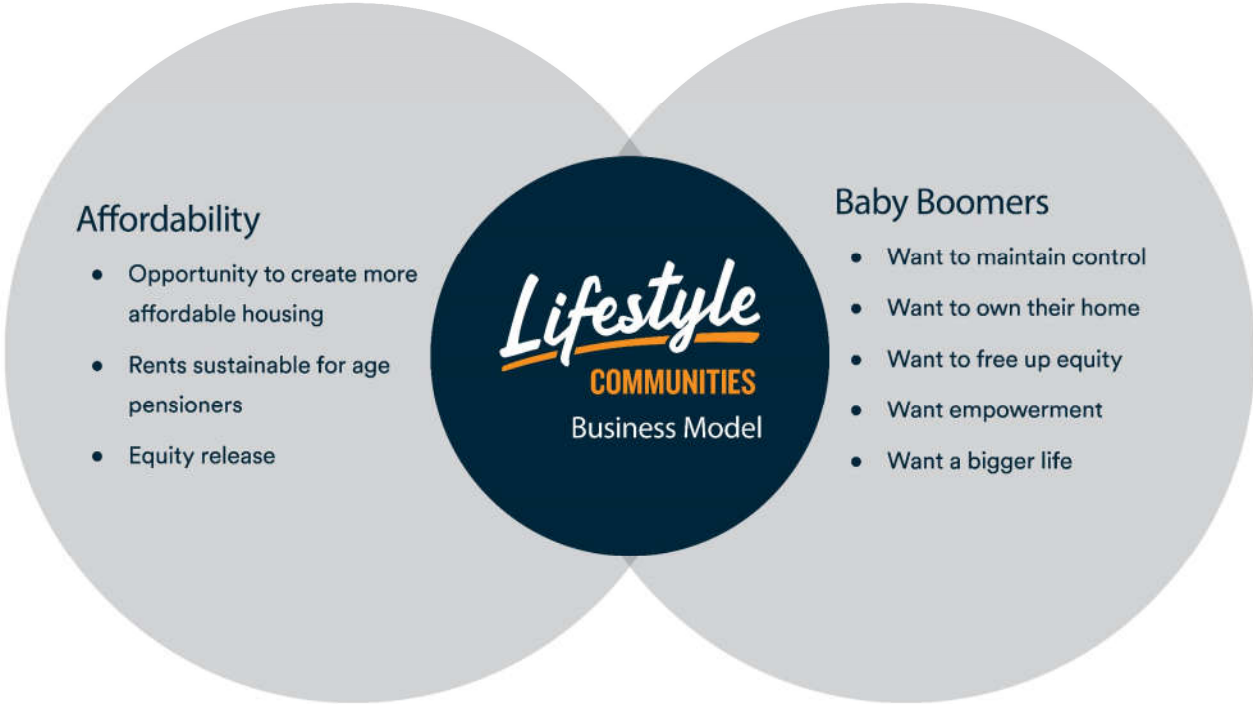 Affordability
• Opportunity to create more
affordable housing
• Rents sustainable for age
pensioners
• Equity release
Lifestyle
COMMUNITIES
Business Model
Baby Boomers
• Want to maintain control
• Want to own their home
• Want to free up equity
• Want empowerment
• Want a bigger life